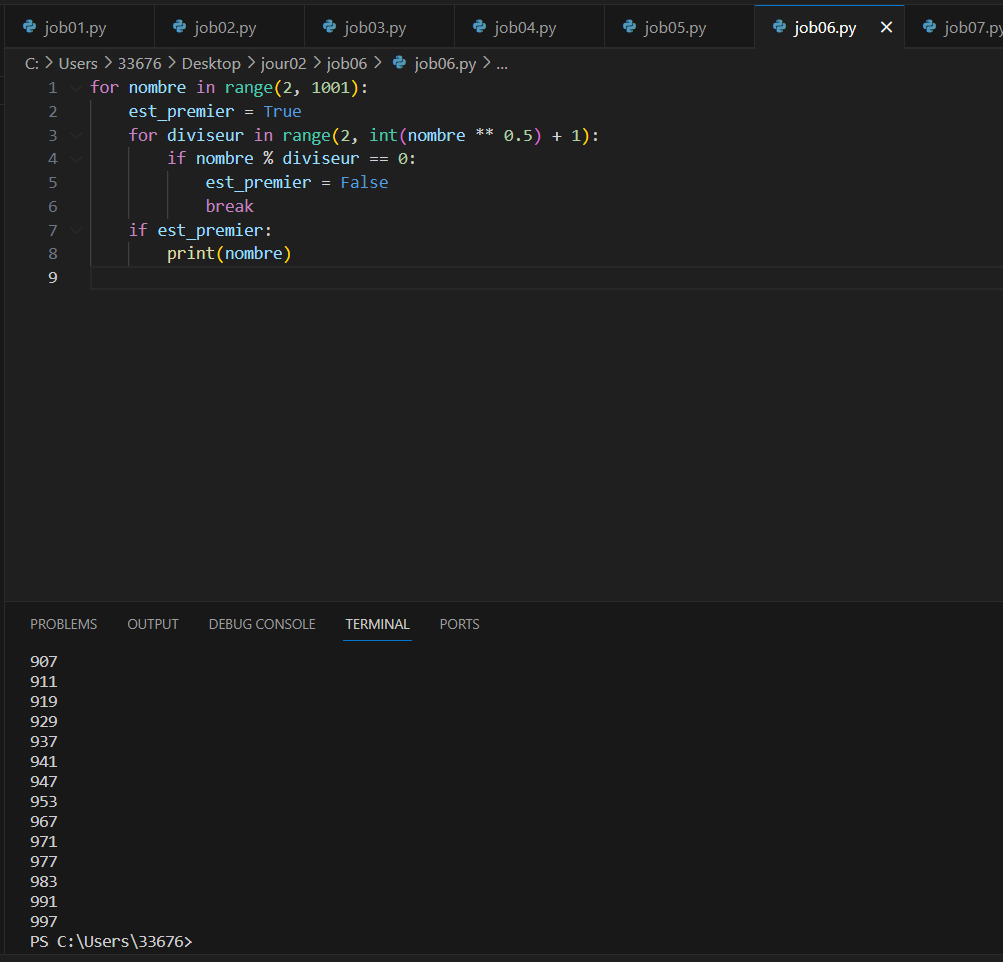 job01.py job02.py job03.py job04.py job05.py job06.py job07.py
C: > Users > 33676 > Desktop > jour02 > job06 > job06.py > ...
1 for nombre in range(2, 1001):
2     est_premier = True
3     for diviseur in range(2, int(nombre ** 0.5) + 1):
4         if nombre % diviseur == 0:
5             est_premier = False
6             break
7     if est_premier:
8         print(nombre)
9
PROBLEMS OUTPUT DEBUG CONSOLE TERMINAL PORTS
907
911
919
929
937
941
947
953
967
971
977
983
991
997
PS C:\Users\33676>